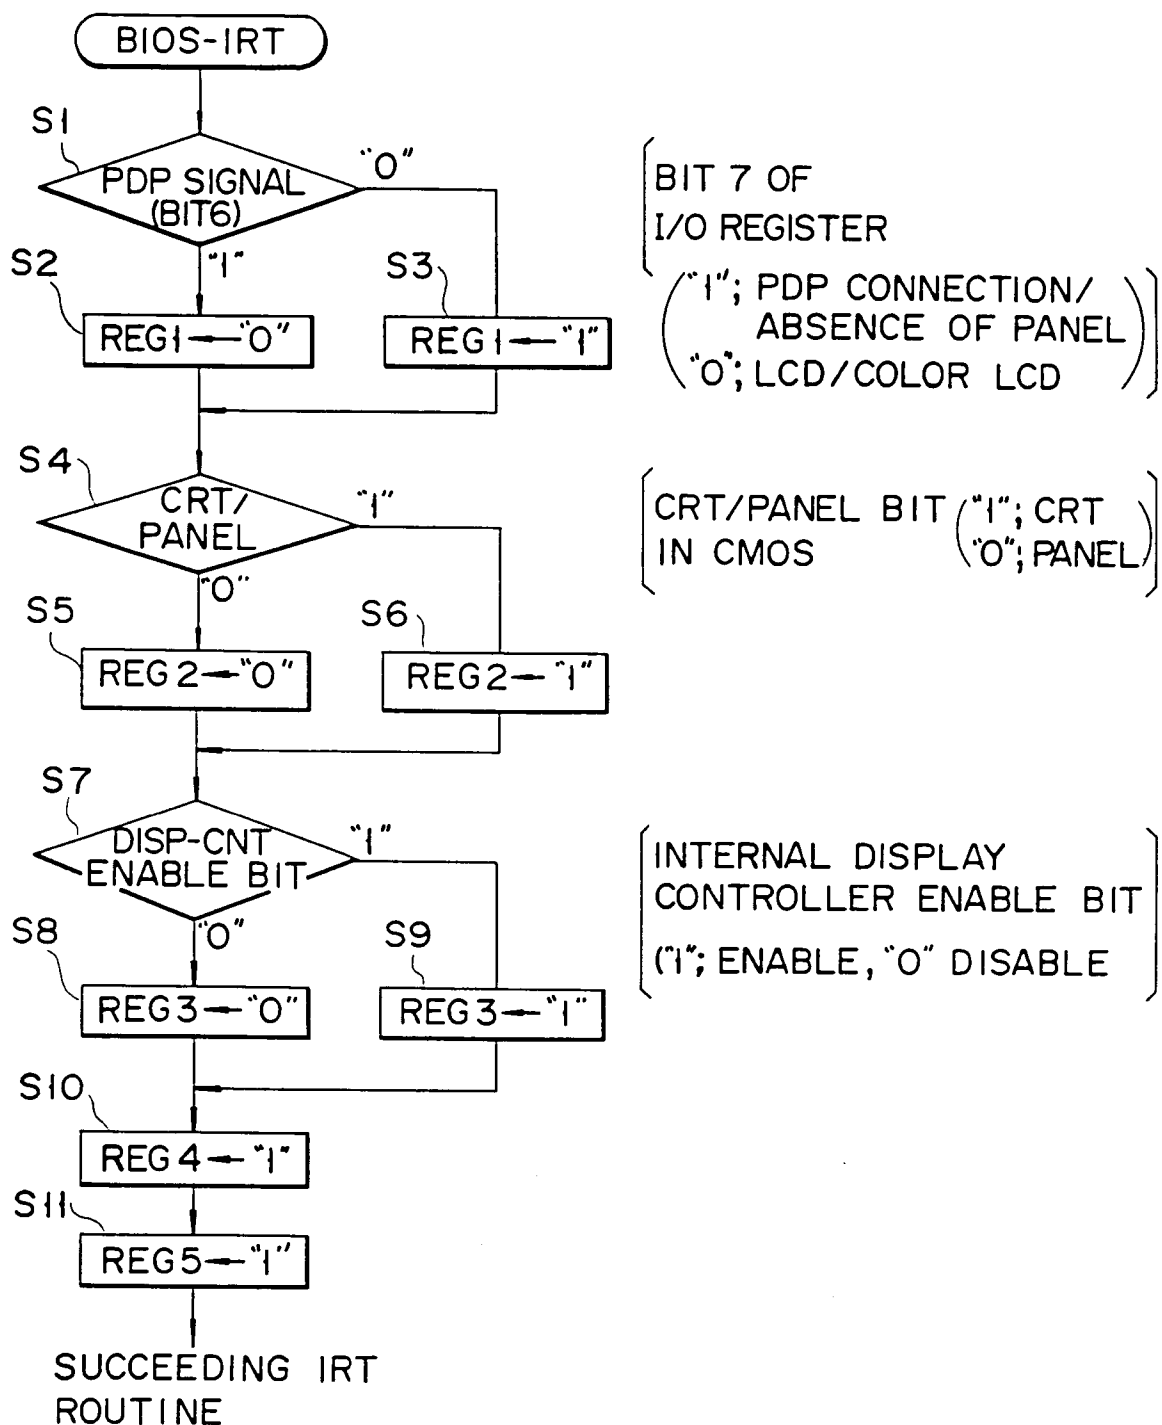 BIOS-IRT
S1
PDP SIGNAL
(BIT6)
"0"
"1"
S2
REG1←"0"
S3
REG1←"1"
BIT 7 OF
I/O REGISTER
("1"; PDP CONNECTION/
ABSENCE OF PANEL
"0"; LCD/COLOR LCD)
S4
CRT/
PANEL
"1"
"0"
S5
REG2←"0"
S6
REG2←"1"
CRT/PANEL BIT ("1"; CRT
IN CMOS "0"; PANEL)
S7
DISP-CNT
ENABLE BIT
"1"
"0"
S8
REG3←"0"
S9
REG3←"1"
INTERNAL DISPLAY
CONTROLLER ENABLE BIT
("1"; ENABLE, "0" DISABLE
S10
REG4←"1"
S11
REG5←"1"
SUCCEEDING IRT
ROUTINE